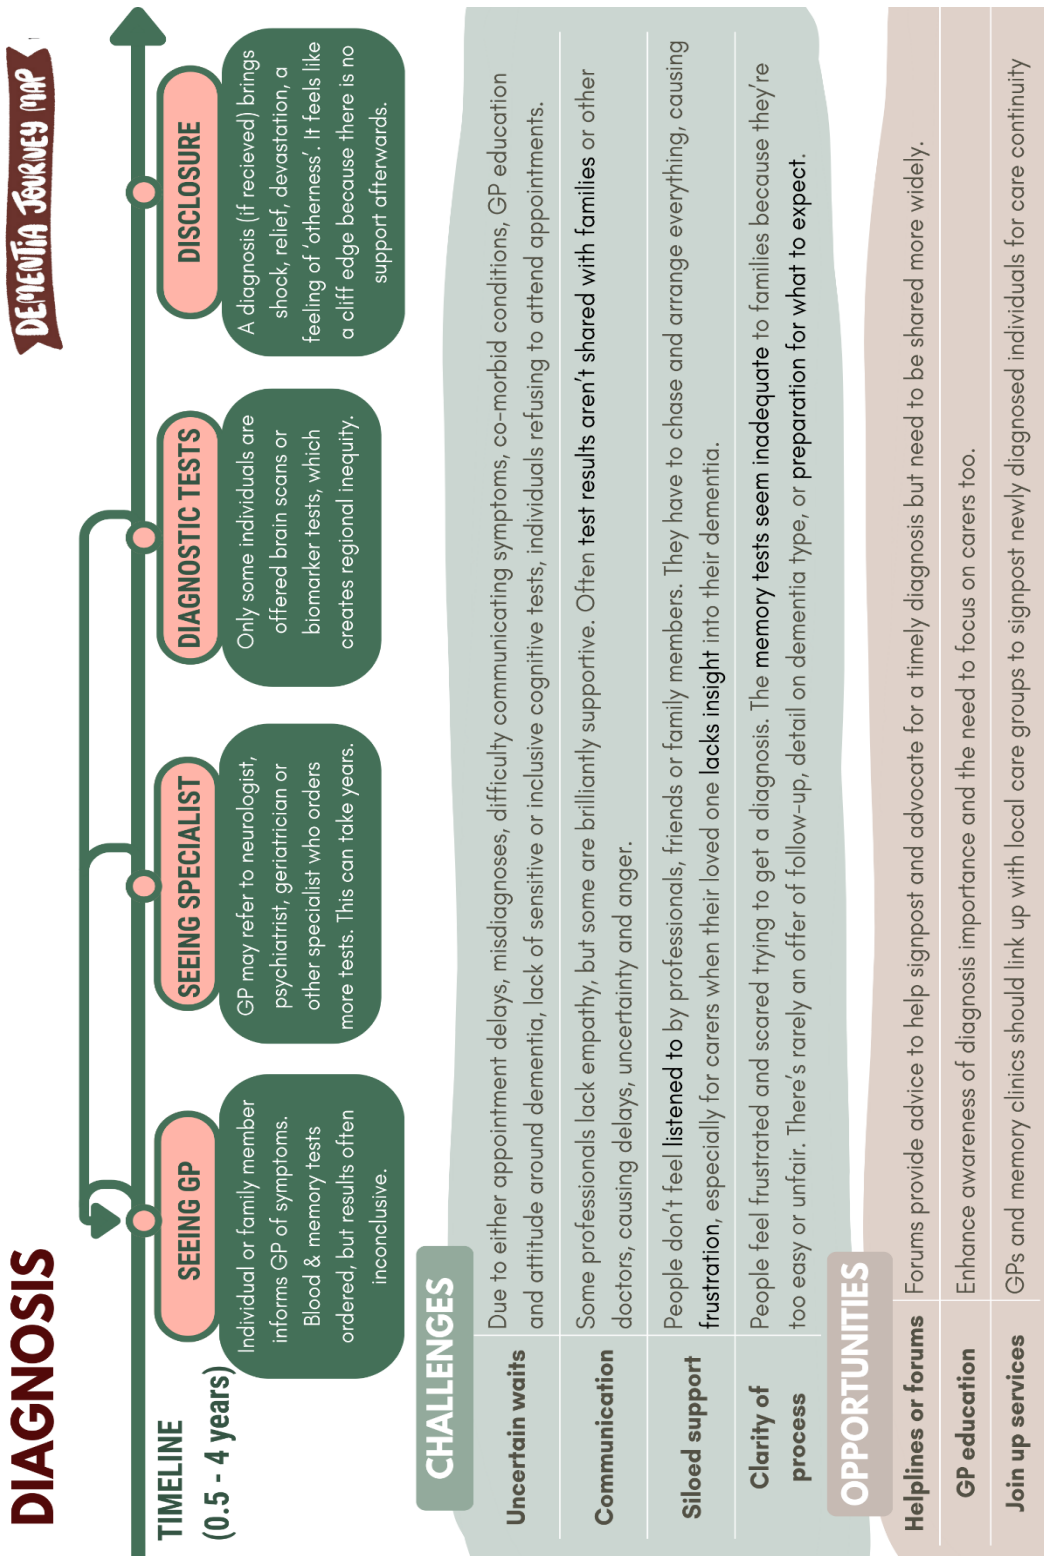 DIAGNOSIS
DEMENTIA JOURNEY MAP
TIMELINE
(0.5 - 4 years)
SEEING GP
Individual or family member
informs GP of symptoms.
Blood & memory tests
ordered, but results often
inconclusive.
SEEING SPECIALIST
GP may refer to neurologist,
psychiatrist, geriatrician or
other specialist who orders
more tests. This can take years.
DIAGNOSTIC TESTS
Only some individuals are
offered brain scans or
biomarker tests, which
creates regional inequity.
DISCLOSURE
A diagnosis (if recieved) brings
shock, relief, devastation, a
feeling of 'otherness'. It feels like
a cliff edge because there is no
support afterwards.
CHALLENGES
Uncertain waits
Due to either appointment delays, misdiagnoses, difficulty communicating symptoms, co-morbid conditions, GP education
and attitude around dementia, lack of sensitive or inclusive cognitive tests, individuals refusing to attend appointments.
Communication
Some professionals lack empathy, but some are brilliantly supportive. Often test results aren't shared with families or other
doctors, causing delays, uncertainty and anger.
Siloed support
People don't feel listened to by professionals, friends or family members. They have to chase and arrange everything, causing
frustration, especially for carers when their loved one lacks insight into their dementia.
Clarity of
process
People feel frustrated and scared trying to get a diagnosis. The memory tests seem inadequate to families because they're
too easy or unfair. There's rarely an offer of follow-up, detail on dementia type, or preparation for what to expect.
OPPORTUNITIES
Helplines or forums
Forums provide advice to help signpost and advocate for a timely diagnosis but need to be shared more widely.
GP education
Enhance awareness of diagnosis importance and the need to focus on carers too.
Join up services
GPs and memory clinics should link up with local care groups to signpost newly diagnosed individuals for care continuity